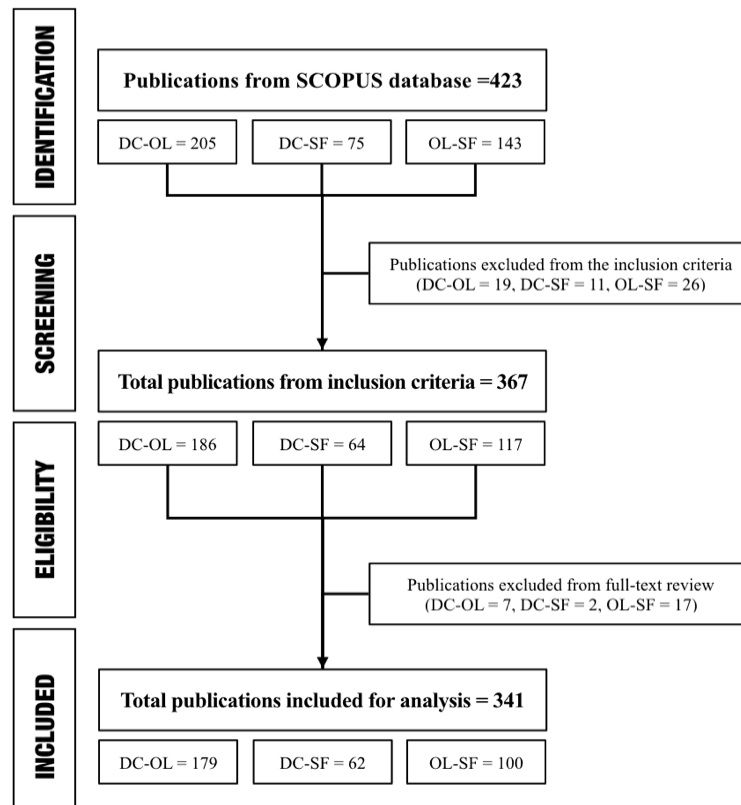 IDENTIFICATION
Publications from SCOPUS database =423
DC-OL = 205
DC-SF = 75
OL-SF = 143
SCREENING
Publications excluded from the inclusion criteria
(DC-OL = 19, DC-SF = 11, OL-SF = 26)
Total publications from inclusion criteria = 367
ELIGIBILITY
DC-OL = 186
DC-SF = 64
OL-SF = 117
Publications excluded from full-text review
(DC-OL = 7, DC-SF = 2, OL-SF = 17)
INCLUDED
Total publications included for analysis = 341
DC-OL = 179
DC-SF = 62
OL-SF = 100